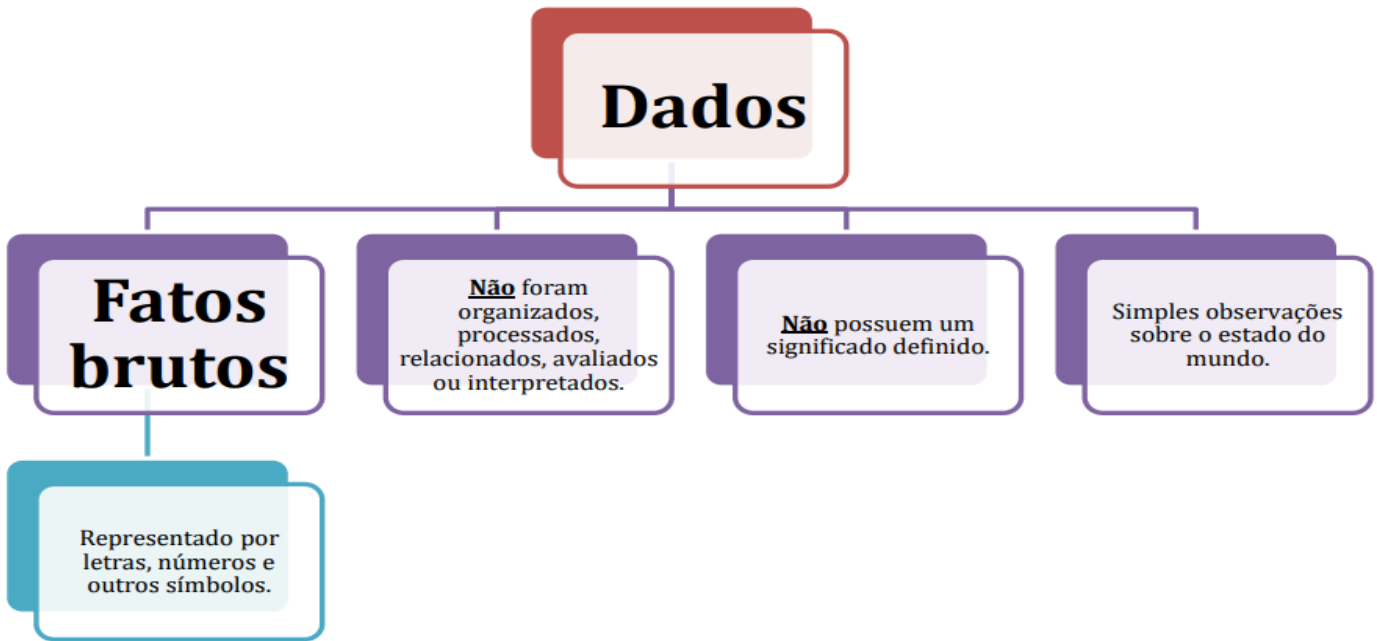 Dados
Fatos
brutos
Não foram
organizados,
processados,
relacionados, avaliados
ou interpretados.
Não possuem um
significado definido.
Simples observações
sobre o estado do
mundo.
Representado por
letras, números e
outros símbolos.